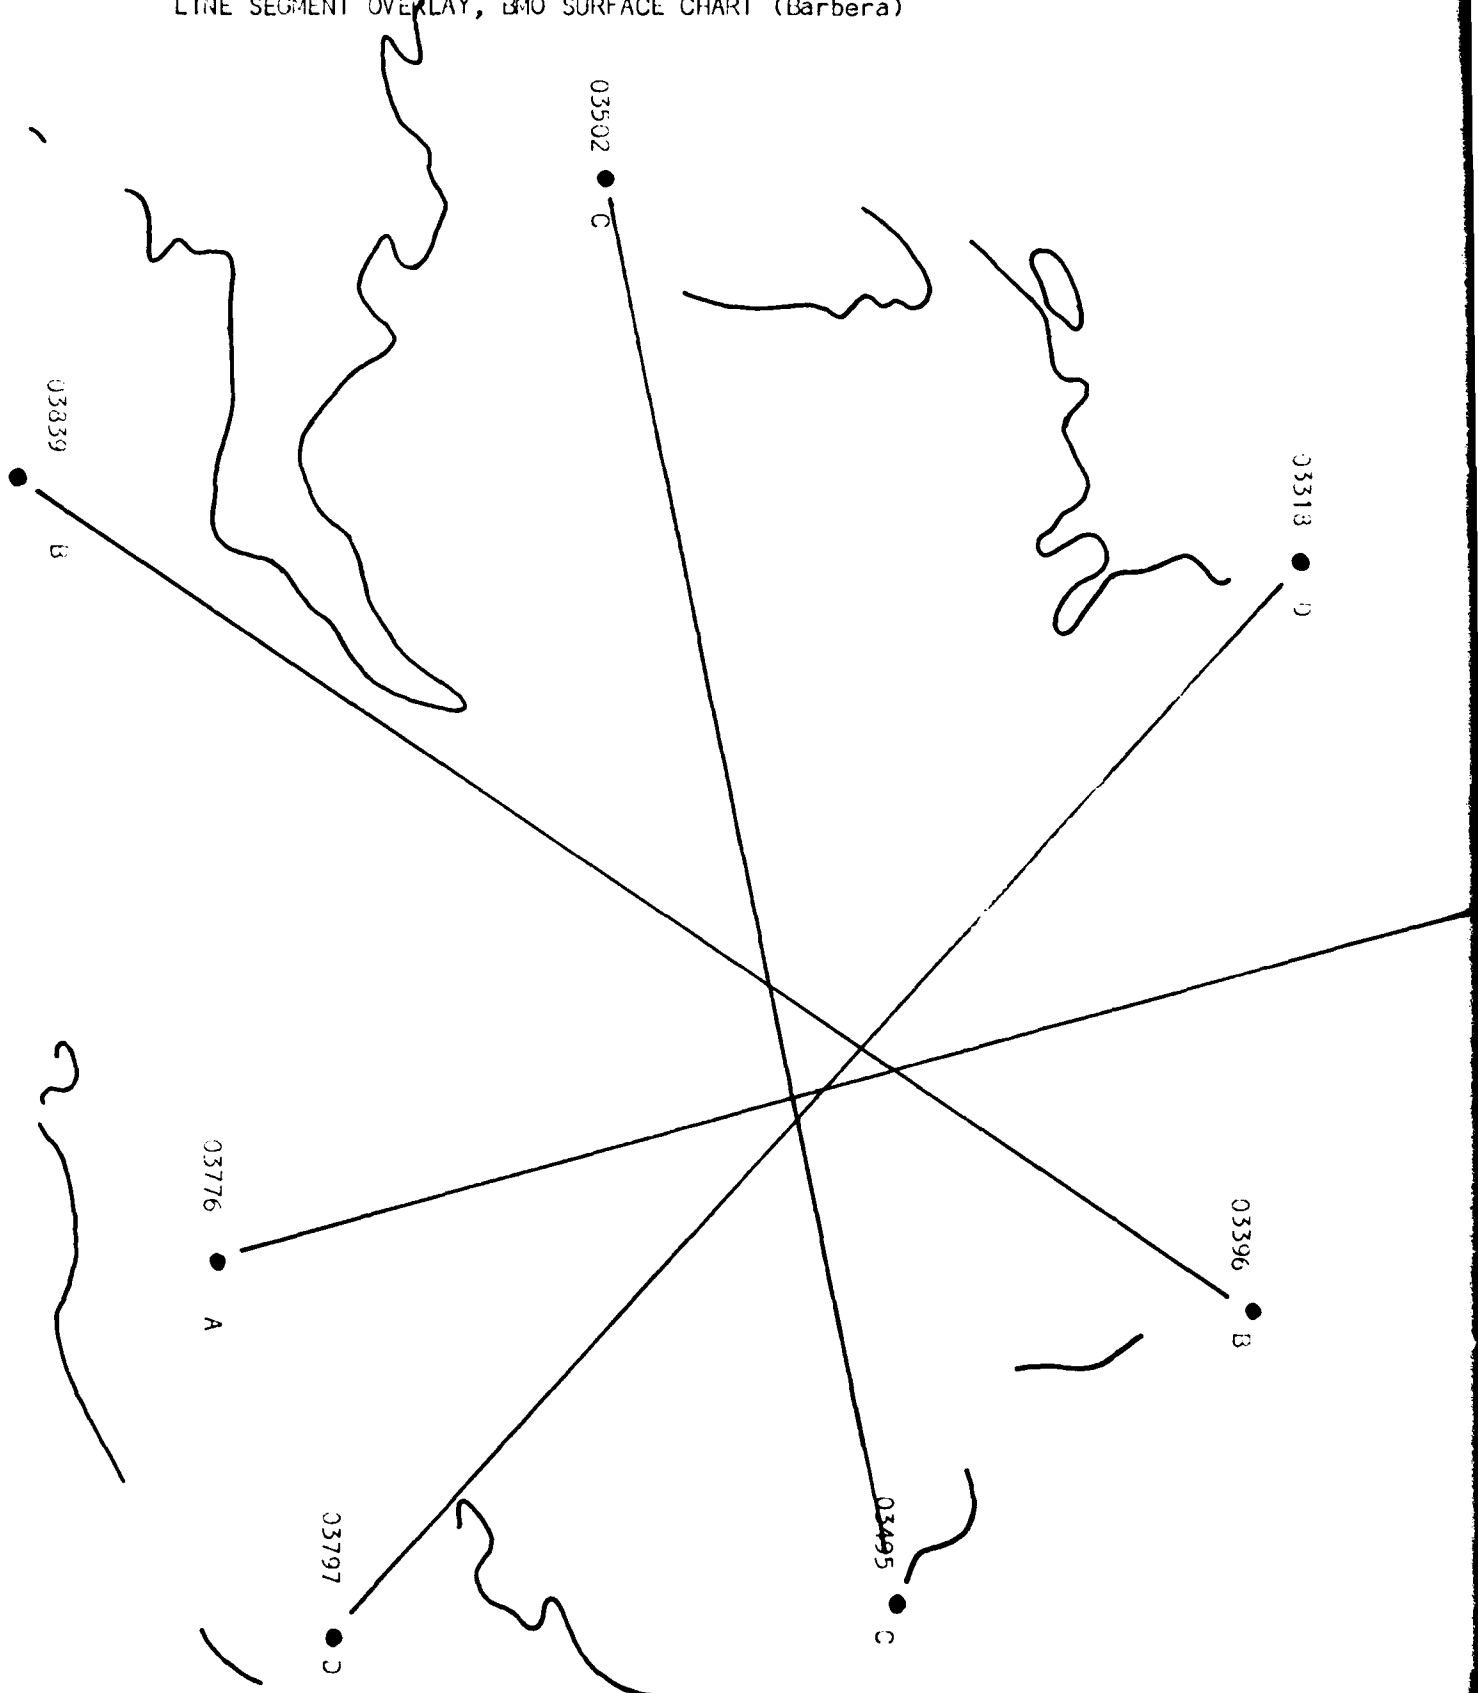 LINE SEGMENT OVERLAY, BMO SURFACE CHART (Barbera)
03502
C
03839
B
03318
D
03776
A
03396
B
03495
C
03797
D